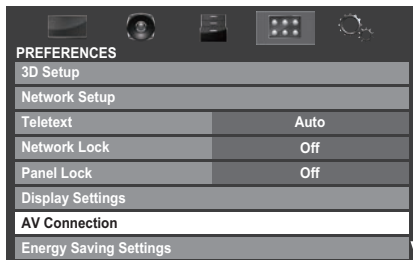 PREFERENCES
3D Setup
Network Setup
Teletext Auto
Network Lock Off
Panel Lock Off
Display Settings
AV Connection
Energy Saving Settings